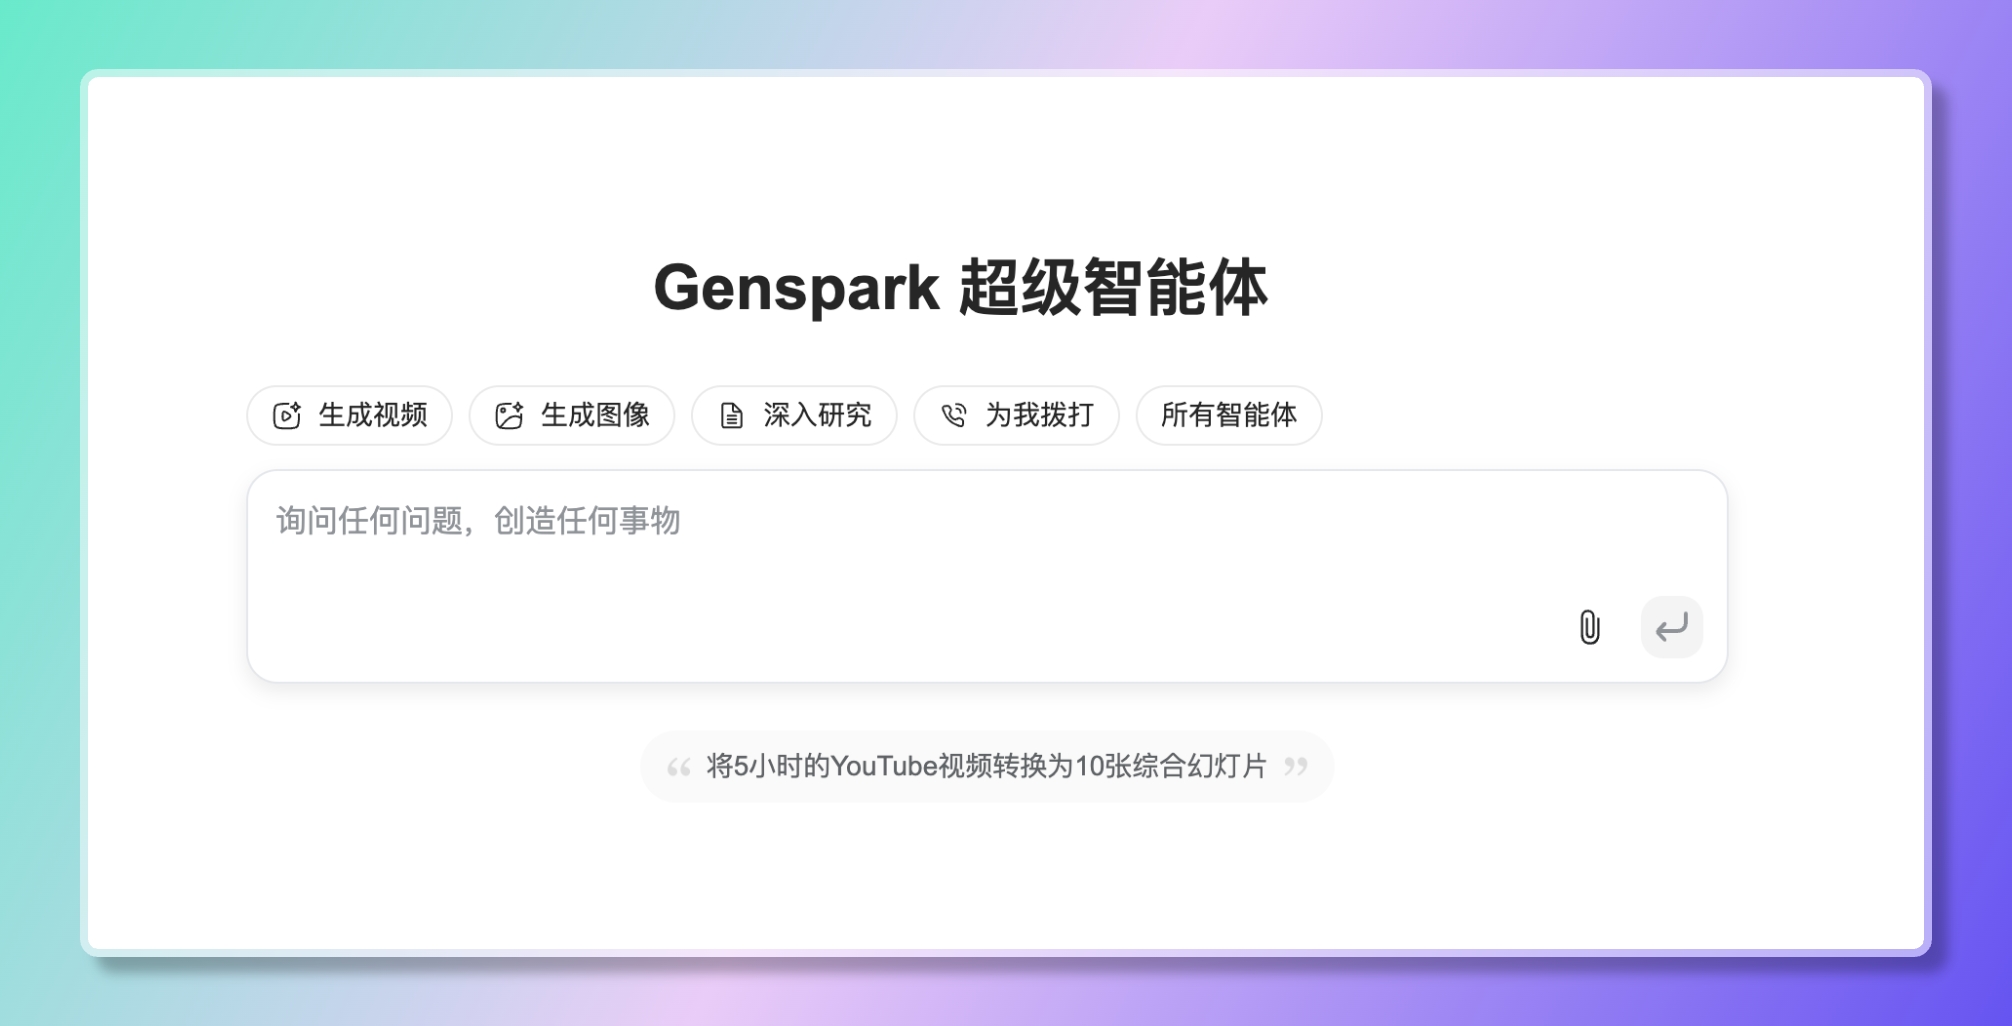 Genspark 超级智能体
生成视频 生成图像 深入研究 为我拨打 所有智能体
询问任何问题，创造任何事物
“ 将5小时的YouTube视频转换为10张综合幻灯片 ”